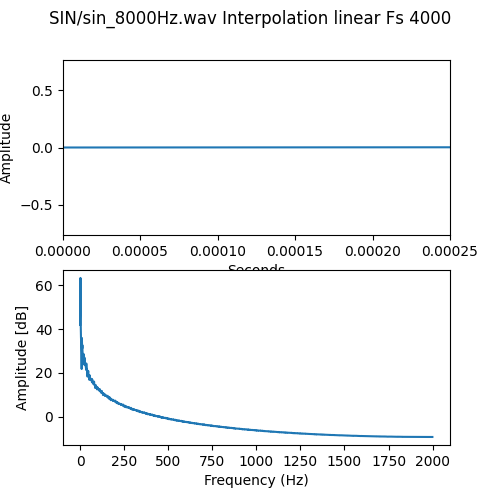 SIN/sin_8000Hz.wav Interpolation linear Fs 4000
Amplitude
0.5
0.0
−0.5
0.00000 0.00005 0.00010 0.00015 0.00020 0.00025
Seconds
Amplitude [dB]
60
40
20
0
0 250 500 750 1000 1250 1500 1750 2000
Frequency (Hz)